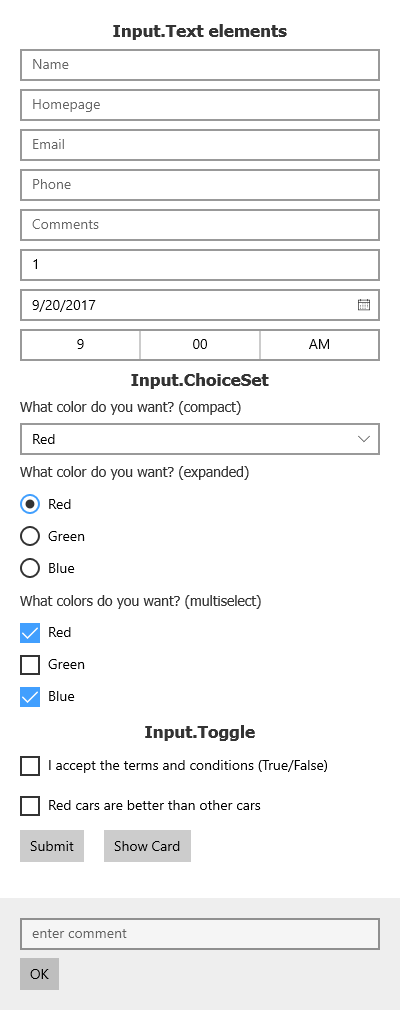 Input.Text elements
Name
Homepage
Email
Phone
Comments
1
9/20/2017
9 00 AM
Input.ChoiceSet
What color do you want? (compact)
Red
What color do you want? (expanded)
Red
Green
Blue
What colors do you want? (multiselect)
Red
Green
Blue
Input.Toggle
I accept the terms and conditions (True/False)
Red cars are better than other cars
Submit Show Card
enter comment
OK